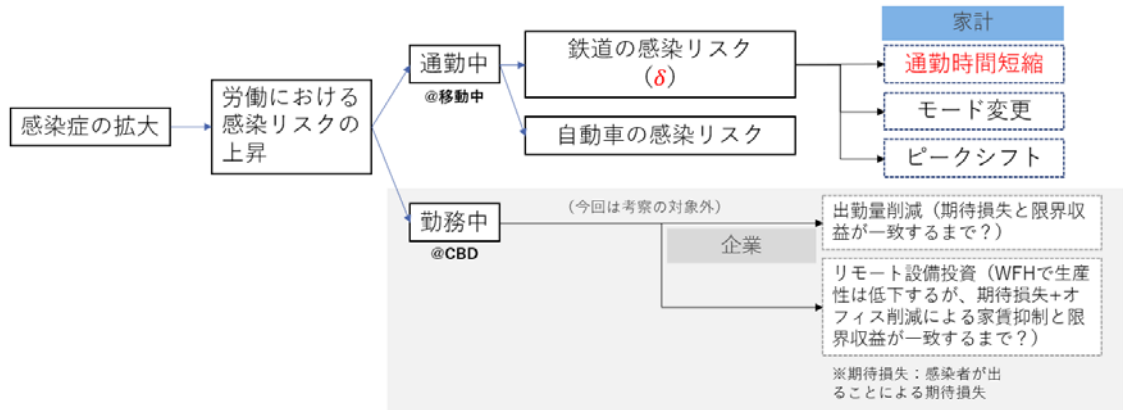 感染症の拡大
労働における
感染リスクの
上昇
通勤中
@移動中
鉄道の感染リスク
(δ)
自動車の感染リスク
家計
通勤時間短縮
モード変更
ピークシフト
勤務中
@CBD
（今回は考察の対象外）
企業
出勤量削減（期待損失と限界収
益が一致するまで？）
リモート設備投資（WFHで生産
性は低下するが、期待損失+オ
フィス削減による家賃抑制と限
界収益が一致するまで？）
※期待損失：感染者が出
ることによる期待損失